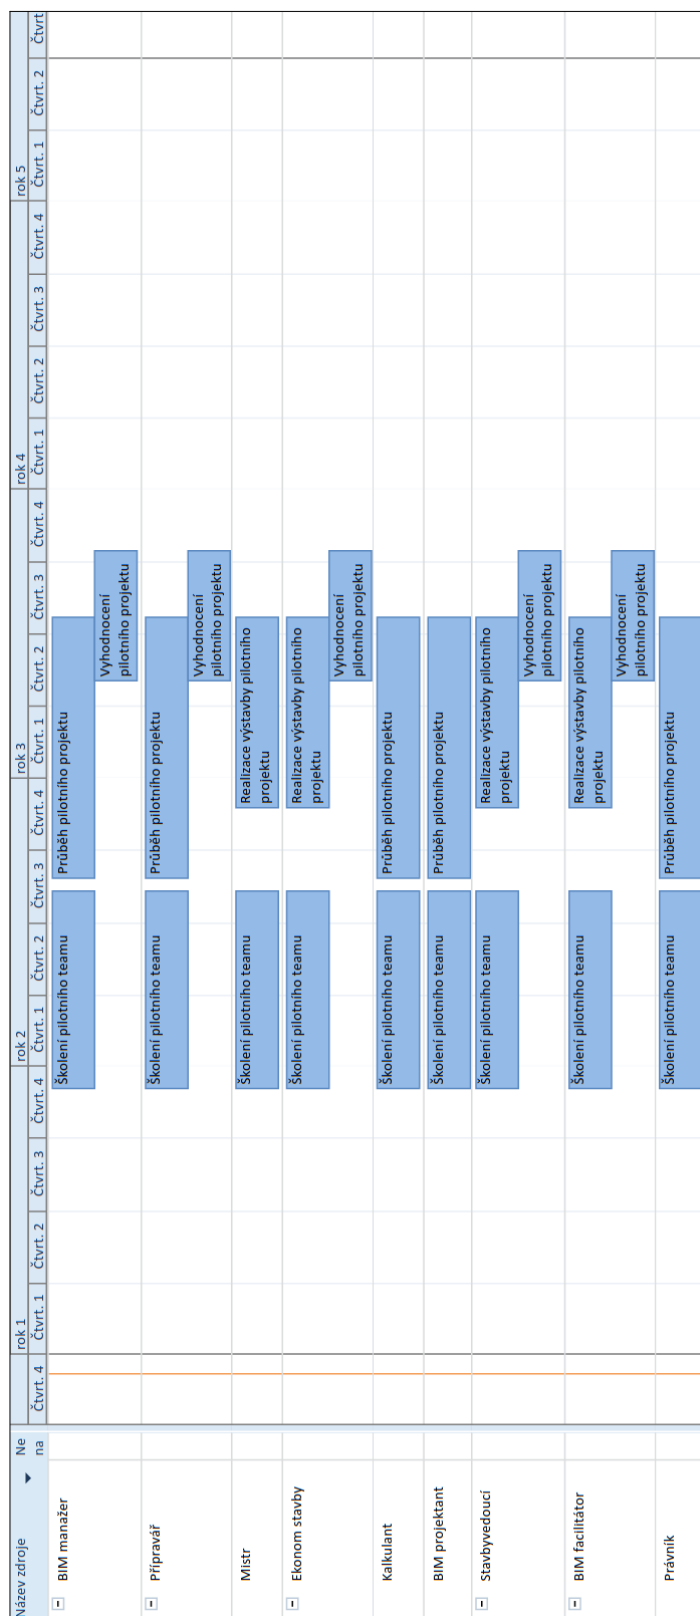 Název zdroje
Ne
na
rok 1
rok 2
rok 3
rok 4
rok 5
Čtvrt. 4
Čtvrt. 1
Čtvrt. 2
Čtvrt. 3
Čtvrt. 4
Čtvrt. 1
Čtvrt. 2
Čtvrt. 3
Čtvrt. 4
Čtvrt. 1
Čtvrt. 2
Čtvrt. 3
Čtvrt. 4
Čtvrt. 1
Čtvrt. 2
Čtvrt. 3
Čtvrt. 4
Čtvrt. 1
Čtvrt. 2
Čtvrt
BIM manažer
Školení pilotního teamu
Průběh pilotního projektu
Vyhodnocení
pilotního projektu
Přípravář
Školení pilotního teamu
Průběh pilotního projektu
Vyhodnocení
pilotního projektu
Mistr
Školení pilotního teamu
Realizace výstavby pilotního
projektu
Ekonom stavby
Školení pilotního teamu
Realizace výstavby pilotního
projektu
Vyhodnocení
pilotního projektu
Kalkulant
Školení pilotního teamu
Průběh pilotního projektu
BIM projektant
Školení pilotního teamu
Průběh pilotního projektu
Stavbyvedoucí
Školení pilotního teamu
Realizace výstavby pilotního
projektu
Vyhodnocení
pilotního projektu
BIM facilitátor
Školení pilotního teamu
Realizace výstavby pilotního
projektu
Vyhodnocení
pilotního projektu
Právník
Školení pilotního teamu
Průběh pilotního projektu